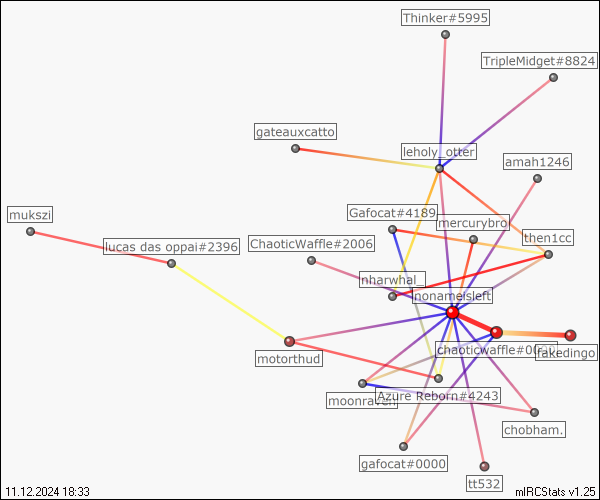 Thinker#5995
TripleMidget#8824
gateauxcatto
leholy_otter
amah1246
Gafocat#4189
mukszi
mercurybro
ChaoticWaffle#2006
then1cc
lucas das oppai#2396
nharwhal_
nonameisleft
chaoticwaffle#0
fakedingo
motorthud
Azure Reborn#4243
moonraven
chobham.
gafocat#0000
tt532
11.12.2024 18:33
mIRCStats v1.25